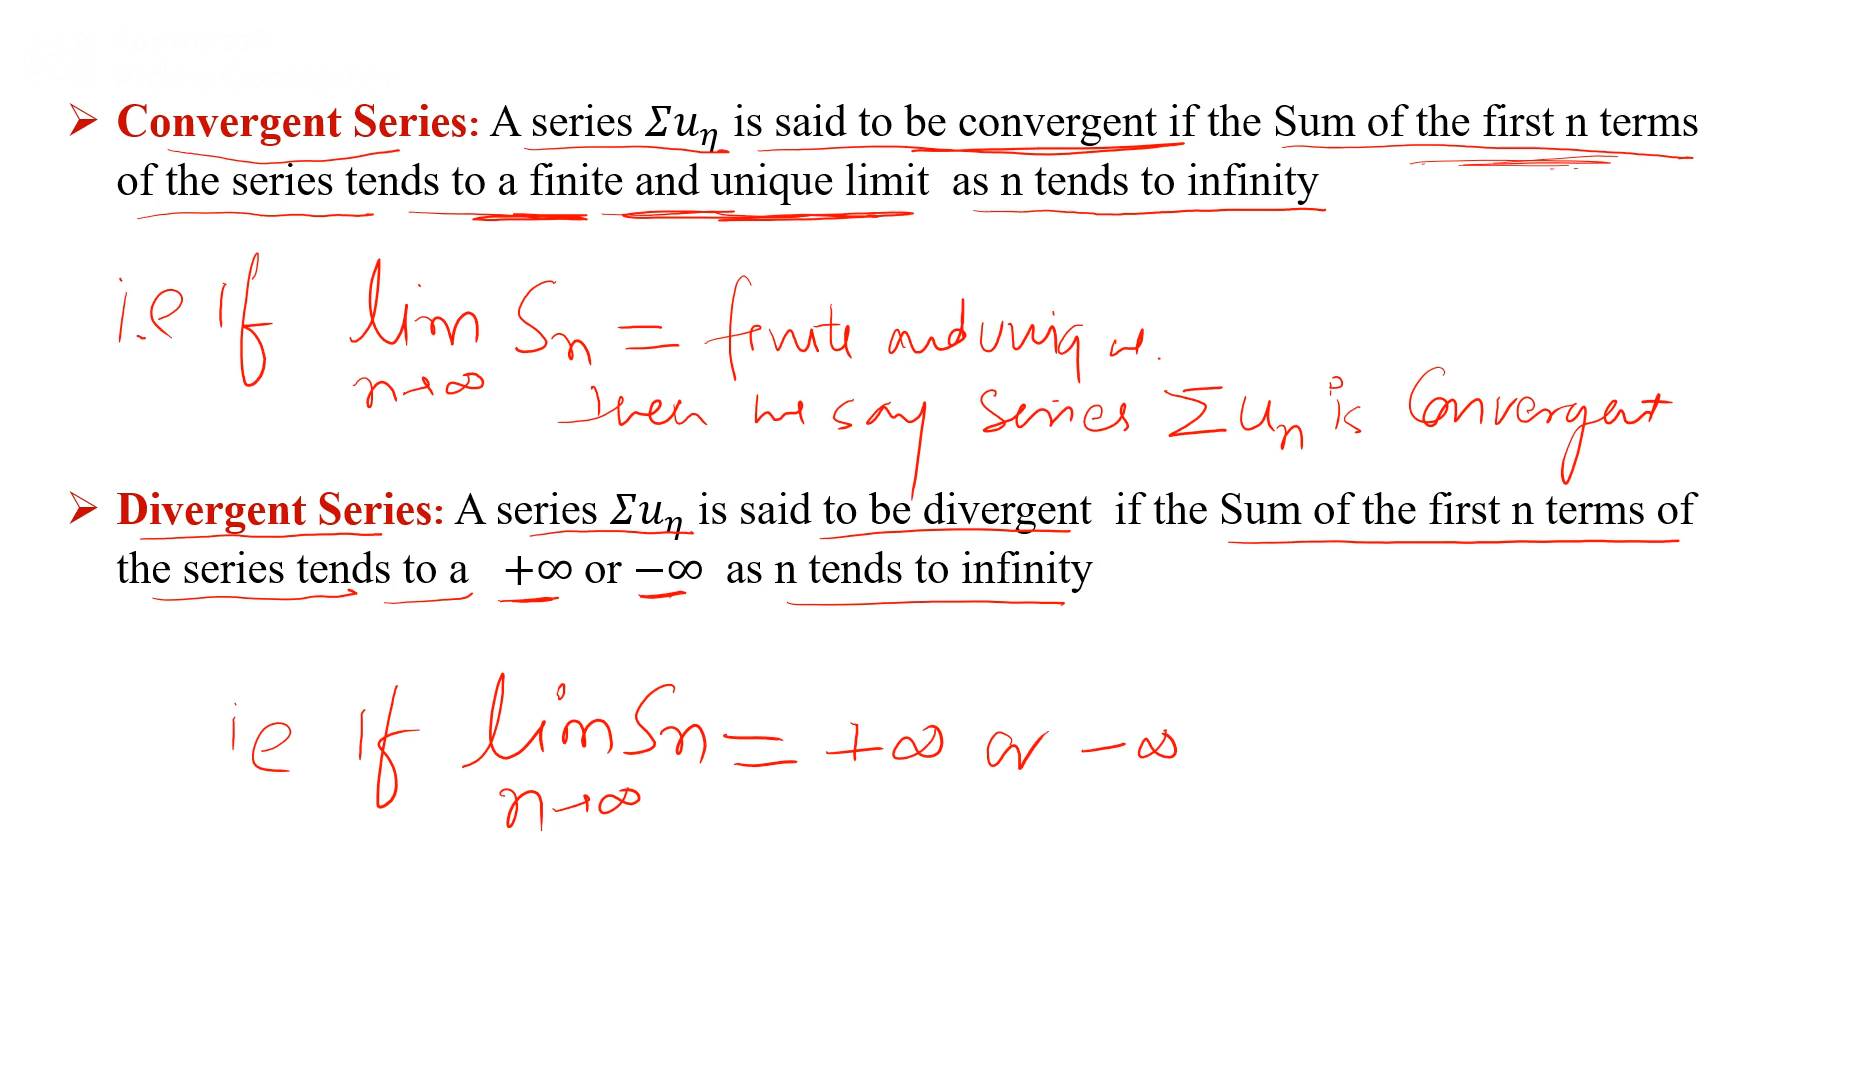 ➢ Convergent Series: A series Σuₙ is said to be convergent if the Sum of the first n terms
of the series tends to a finite and unique limit as n tends to infinity
i.e If lim Sn = finite and unique.
n→∞
then we say series Σun is Convergent
➢ Divergent Series: A series Σuₙ is said to be divergent if the Sum of the first n terms of
the series tends to a +∞ or −∞ as n tends to infinity
ie If lim Sn = +∞ or -∞
n→∞